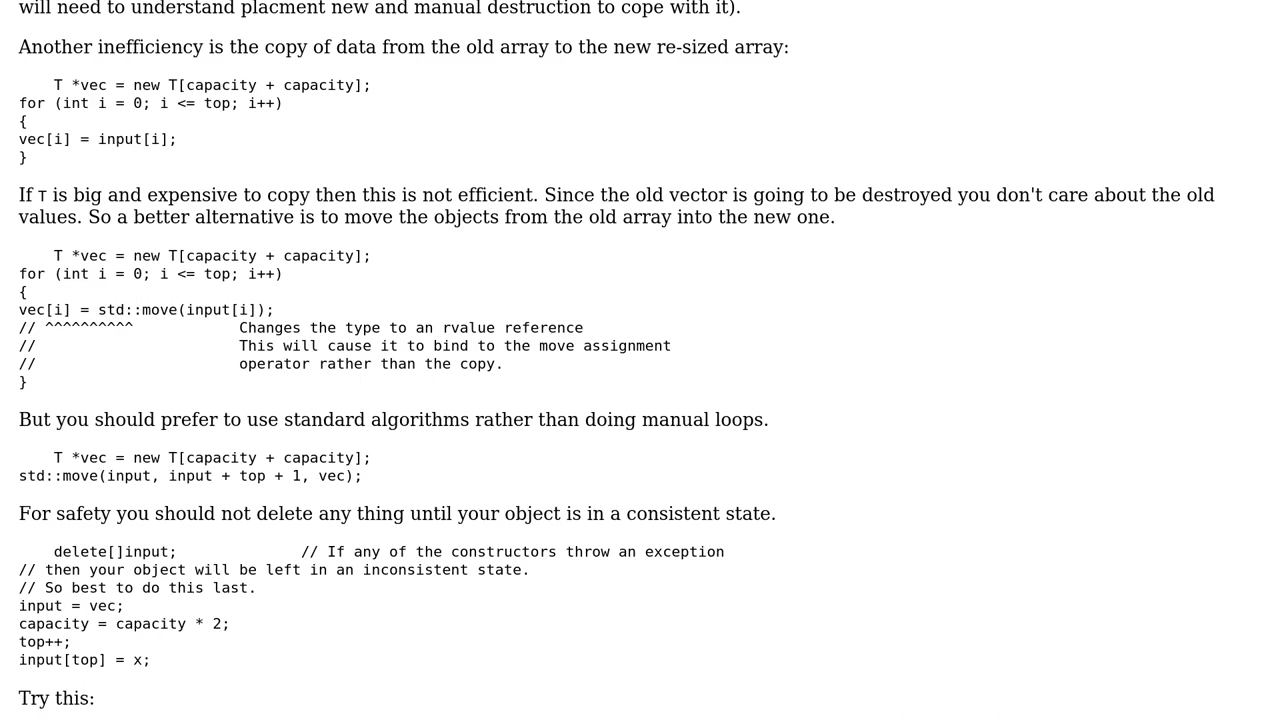 will need to understand placment new and manual destruction to cope with it).
Another inefficiency is the copy of data from the old array to the new re-sized array:
    T *vec = new T[capacity + capacity];
for (int i = 0; i <= top; i++)
{
vec[i] = input[i];
}
If T is big and expensive to copy then this is not efficient. Since the old vector is going to be destroyed you don't care about the old
values. So a better alternative is to move the objects from the old array into the new one.
    T *vec = new T[capacity + capacity];
for (int i = 0; i <= top; i++)
{
vec[i] = std::move(input[i]);
// ^^^^^^^^^^            Changes the type to an rvalue reference
//                       This will cause it to bind to the move assignment
//                       operator rather than the copy.
}
But you should prefer to use standard algorithms rather than doing manual loops.
    T *vec = new T[capacity + capacity];
std::move(input, input + top + 1, vec);
For safety you should not delete any thing until your object is in a consistent state.
    delete[]input;              // If any of the constructors throw an exception
// then your object will be left in an inconsistent state.
// So best to do this last.
input = vec;
capacity = capacity * 2;
top++;
input[top] = x;
Try this: